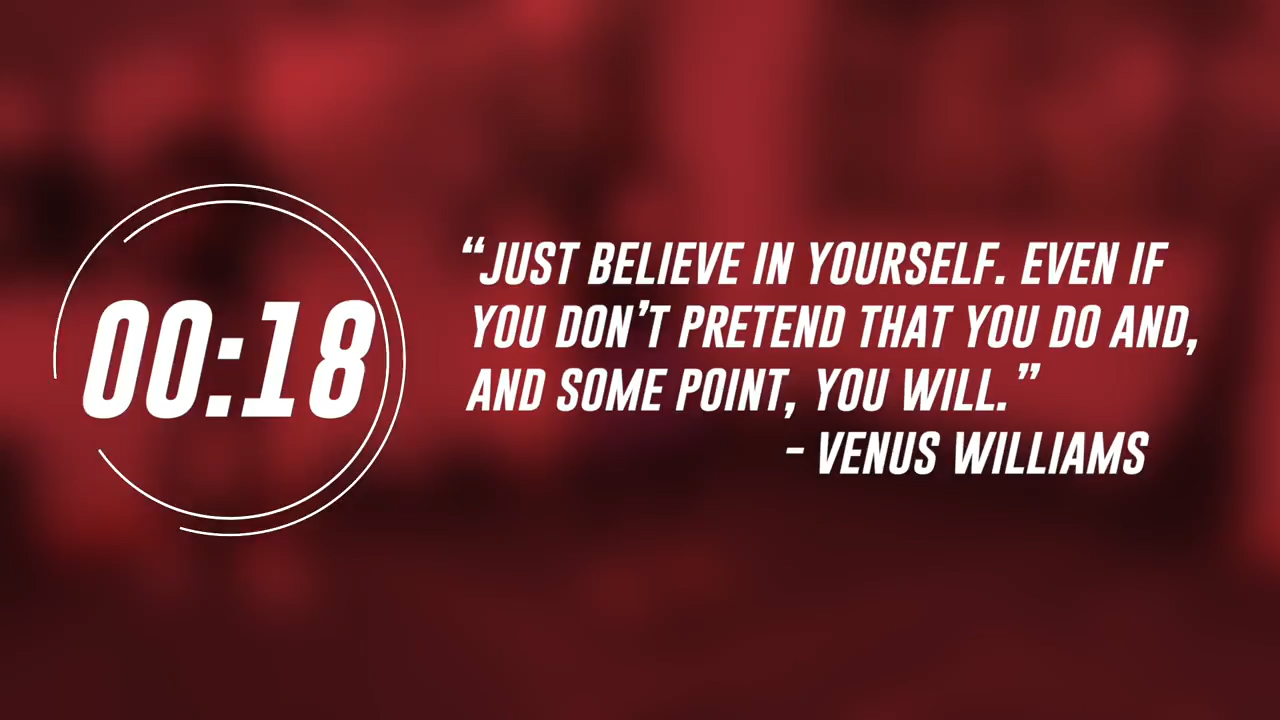 00:18
“JUST BELIEVE IN YOURSELF. EVEN IF
YOU DON’T PRETEND THAT YOU DO AND,
AND SOME POINT, YOU WILL.”
- VENUS WILLIAMS